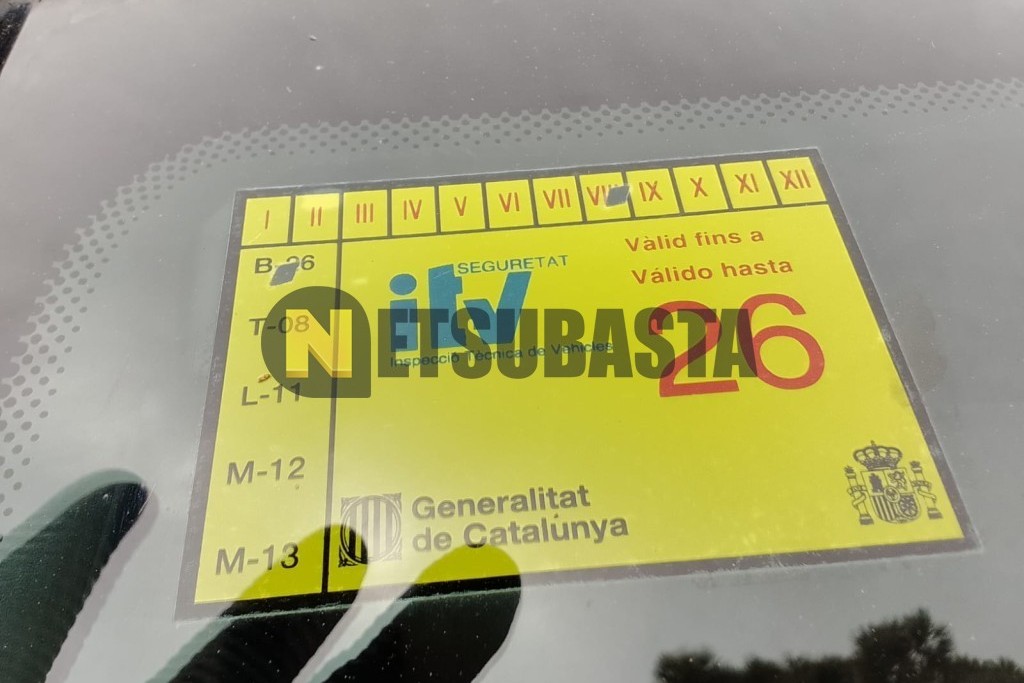 I II III IV V VI VII VIII IX X XI XII
B-26
T-08
L-11
M-12
M-13
SEGURETAT
itv
Inspecció Tècnica de Vehicles
Vàlid fins a
Válido hasta
26
NETSUBASTA
Generalitat
de Catalunya